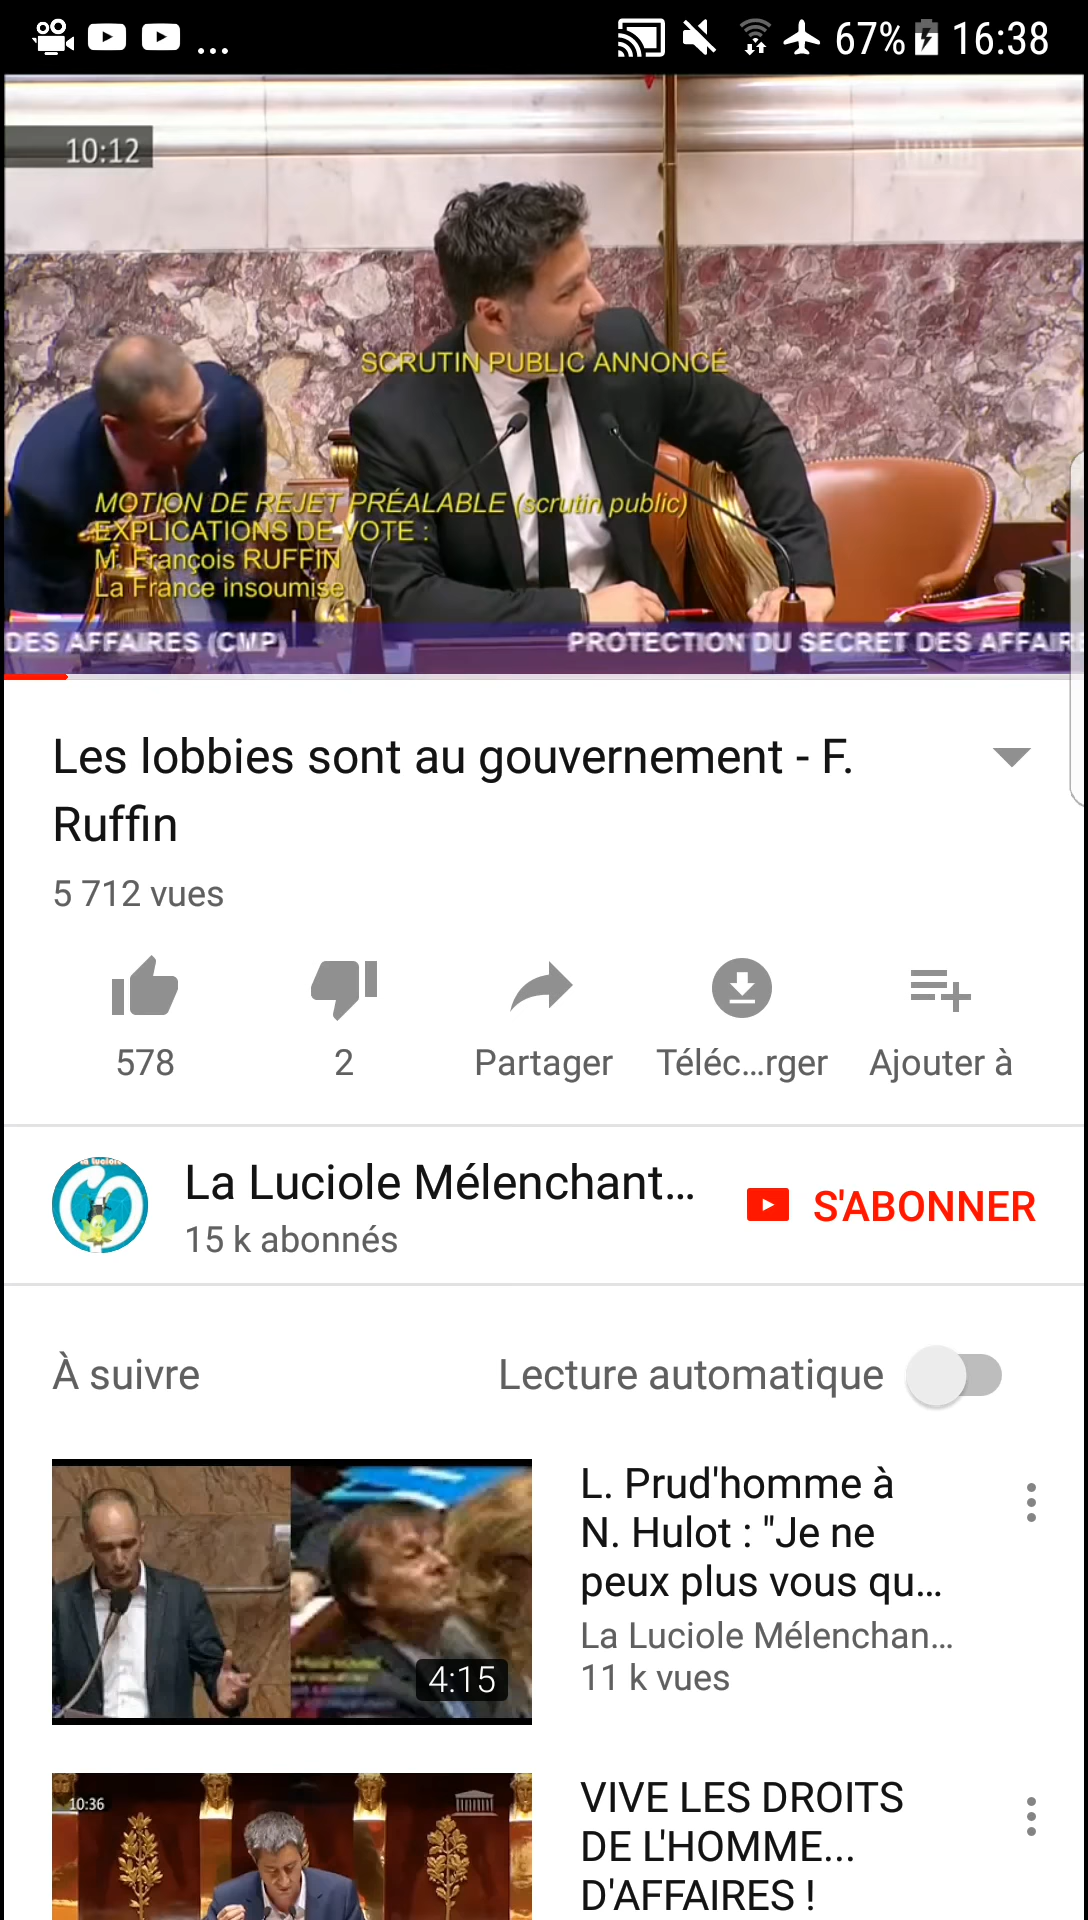 ... 67% 16:38
10:12
SCRUTIN PUBLIC ANNONCÉ
MOTION DE REJET PRÉALABLE (scrutin public)
EXPLICATIONS DE VOTE :
M. François RUFFIN
La France insoumise
DES AFFAIRES (CMP) PROTECTION DU SECRET DES AFFAIR
Les lobbies sont au gouvernement - F.
Ruffin
5 712 vues
578 2 Partager Téléc...rger Ajouter à
La Luciole Mélenchant...
15 k abonnés
S'ABONNER
À suivre Lecture automatique
L. Prud'homme à
N. Hulot : "Je ne
peux plus vous qu...
La Luciole Mélenchan...
11 k vues
4:15
10:36
VIVE LES DROITS
DE L'HOMME...
D'AFFAIRES !